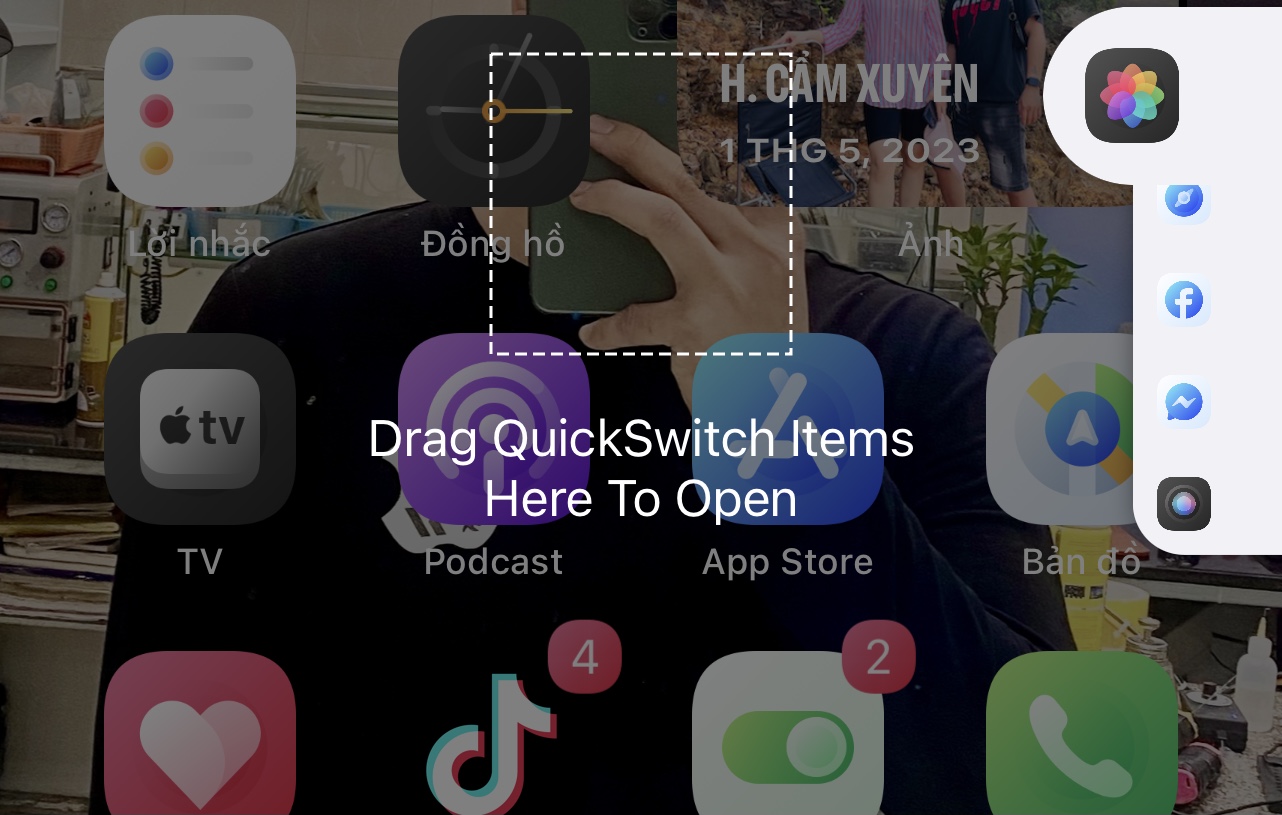 H. CẨM XUYÊN
1 THG 5, 2023
Lời nhắc
Đồng hồ
Ảnh
tv
Drag QuickSwitch Items
Here To Open
TV
Podcast
App Store
Bản đồ
4
2